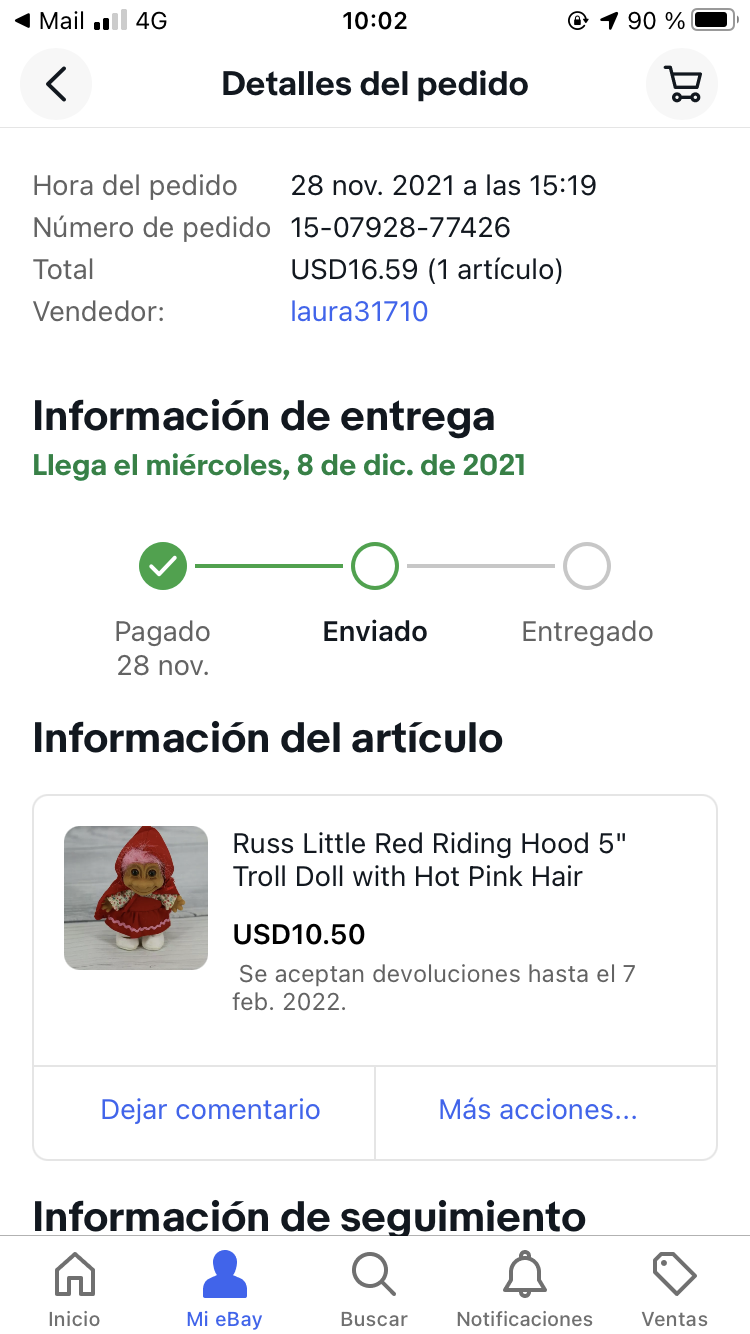 Mail 4G 10:02 90 %
Detalles del pedido
Hora del pedido 28 nov. 2021 a las 15:19
Número de pedido 15-07928-77426
Total USD16.59 (1 artículo)
Vendedor: laura31710
Información de entrega
Llega el miércoles, 8 de dic. de 2021
Pagado Enviado Entregado
28 nov.
Información del artículo
Russ Little Red Riding Hood 5"
Troll Doll with Hot Pink Hair
USD10.50
Se aceptan devoluciones hasta el 7
feb. 2022.
Dejar comentario Más acciones...
Información de seguimiento
Inicio Mi eBay Buscar Notificaciones Ventas